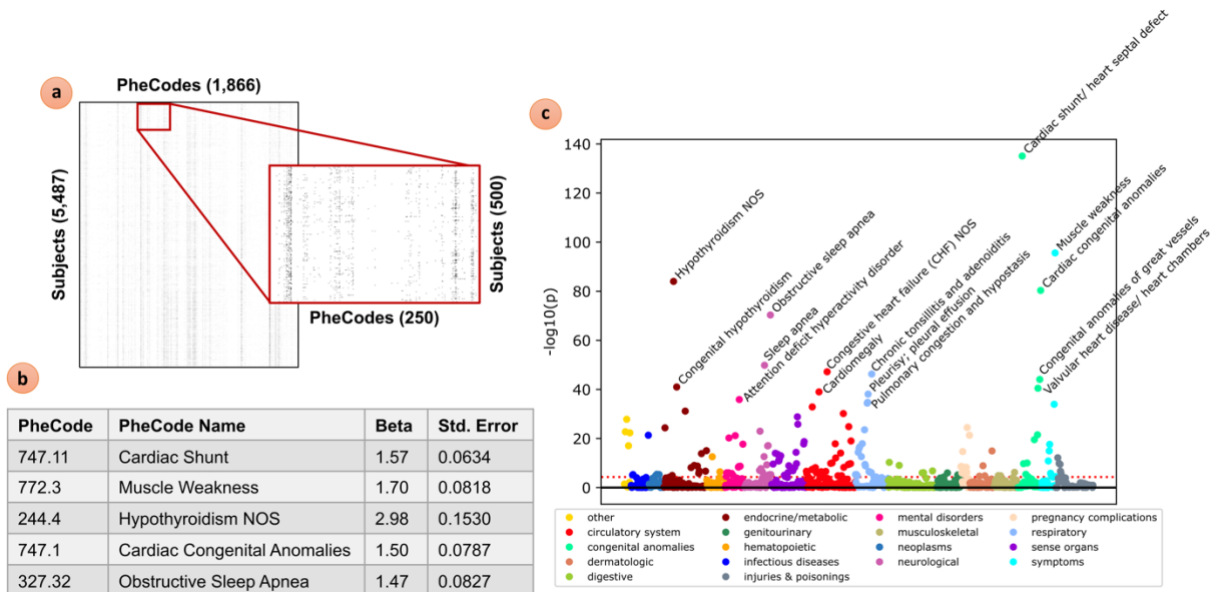 a
PheCodes (1,866)
Subjects (5,487)
Subjects (500)
PheCodes (250)
b
PheCode PheCode Name Beta Std. Error
747.11 Cardiac Shunt 1.57 0.0634
772.3 Muscle Weakness 1.70 0.0818
244.4 Hypothyroidism NOS 2.98 0.1530
747.1 Cardiac Congenital Anomalies 1.50 0.0787
327.32 Obstructive Sleep Apnea 1.47 0.0827
c
-log10(p)
140
120
100
80
60
40
20
0
Hypothyroidism NOS
Congenital hypothyroidism
Obstructive sleep apnea
Sleep apnea
Attention deficit hyperactivity disorder
Congestive heart failure (CHF) NOS
Cardiomegaly
Chronic tonsillitis and adenoiditis
Pleurisy; pleural effusion
Pulmonary congestion and hypostasis
Cardiac shunt/ heart septal defect
Muscle weakness
Cardiac congenital anomalies
Congenital anomalies of great vessels
Valvular heart disease/ heart chambers
other
circulatory system
congenital anomalies
dermatologic
digestive
endocrine/metabolic
genitourinary
hematopoietic
infectious diseases
injuries & poisonings
mental disorders
musculoskeletal
neoplasms
neurological
pregnancy complications
respiratory
sense organs
symptoms